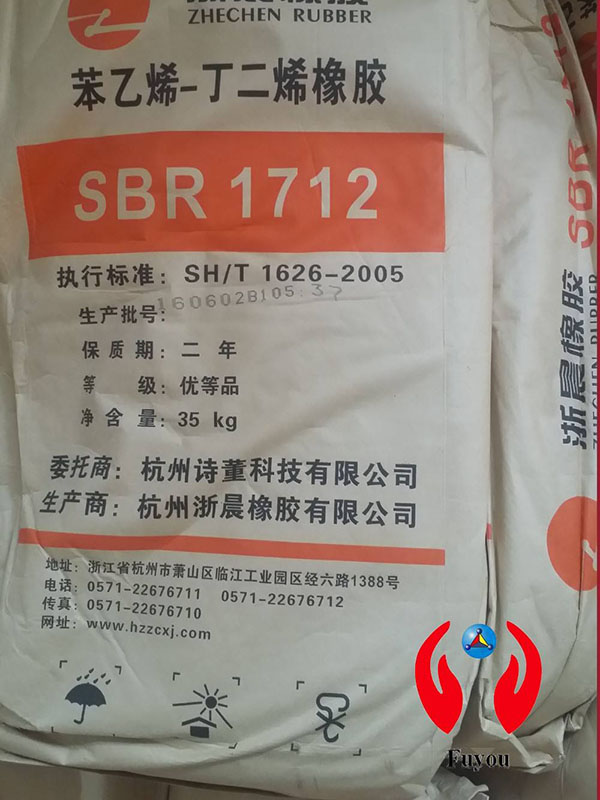 ZHECHEN RUBBER
苯乙烯-丁二烯橡胶
SBR 1712
执行标准: SH/T 1626-2005
生产批号: 160602B105.37
保 质 期: 二 年
等 级: 优等品
净 含 量: 35 kg
委托商: 杭州诗董科技有限公司
生产商: 杭州浙晨橡胶有限公司
地址: 浙江省杭州市萧山区临江工业园区经六路1388号
电话: 0571-22676711 0571-22676712
传真: 0571-22676710
网址: www.hzzcxj.com
浙晨橡胶
ZHECHEN RUBBER
SBR
Fuyou